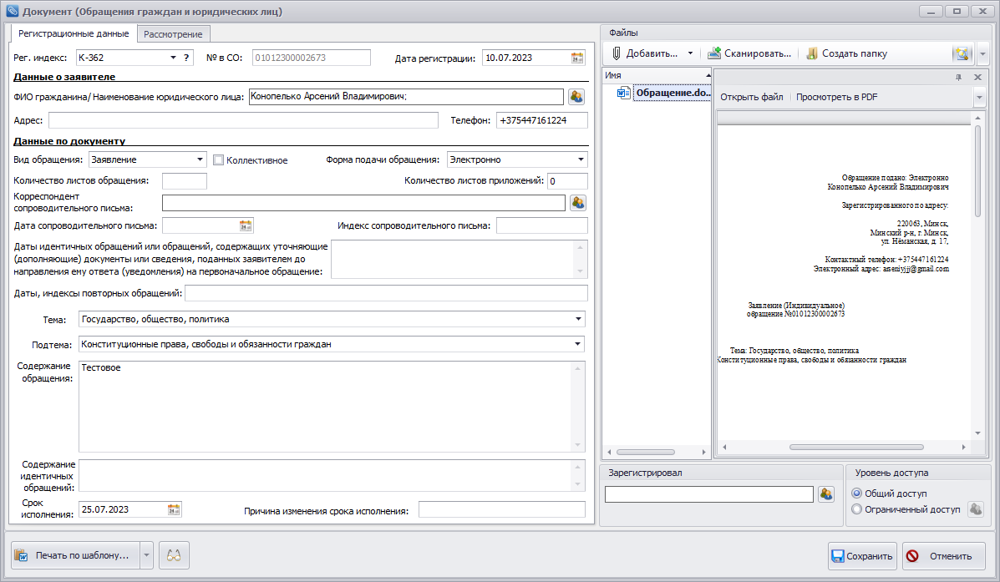 Документ (Обращения граждан и юридических лиц)
Регистрационные данные
Рассмотрение
Рег. индекс: К-362 ? № в СО: 01012300002673 Дата регистрации: 10.07.2023
Данные о заявителе
ФИО гражданина/Наименование юридического лица: Конопелько Арсений Владимирович;
Адрес: Телефон: +375447161224
Данные по документу
Вид обращения: Заявление Коллективное Форма подачи обращения: Электронно
Количество листов обращения: Количество листов приложений: 0
Корреспондент
сопроводительного письма:
Дата сопроводительного письма: Индекс сопроводительного письма:
Даты идентичных обращений или обращений, содержащих уточняющие
(дополняющие) документы или сведения, поданных заявителем до
направления ему ответа (уведомления) на первоначальное обращение:
Даты, индексы повторных обращений:
Тема: Государство, общество, политика
Подтема: Конституционные права, свободы и обязанности граждан
Содержание
обращения:
Тестовое
Содержание
идентичных
обращений:
Срок
исполнения: 25.07.2023 Причина изменения срока исполнения:
Файлы
Добавить... Сканировать... Создать папку
Имя
Обращение.do...
Открыть файл Просмотреть в PDF
Обращение подано: Электронно
Конопелько Арсений Владимирович
Зарегистрированного по адресу:
220063, Минск,
Минский р-н, г. Минск,
ул. Нёманская, д. 17,
Контактный телефон: +375447161224
Электронный адрес: arseniyjjj@gmail.com
Заявление (Индивидуальное)
обращение №01012300002673
Тема: Государство, общество, политика
Конституционные права, свободы и обязанности граждан
Зарегистрировал
Уровень доступа
Общий доступ
Ограниченный доступ
Печать по шаблону...
Сохранить
Отменить